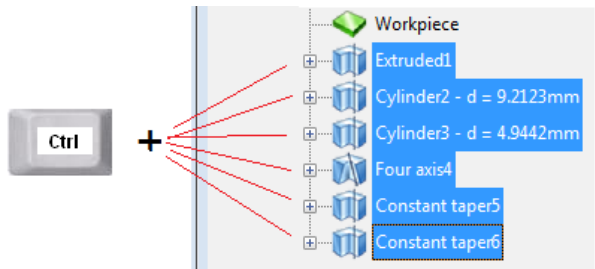 Workpiece
Extruded1
Cylinder2 - d = 9.2123mm
Ctrl +
Cylinder3 - d = 4.9442mm
Four axis4
Constant taper5
Constant taper6